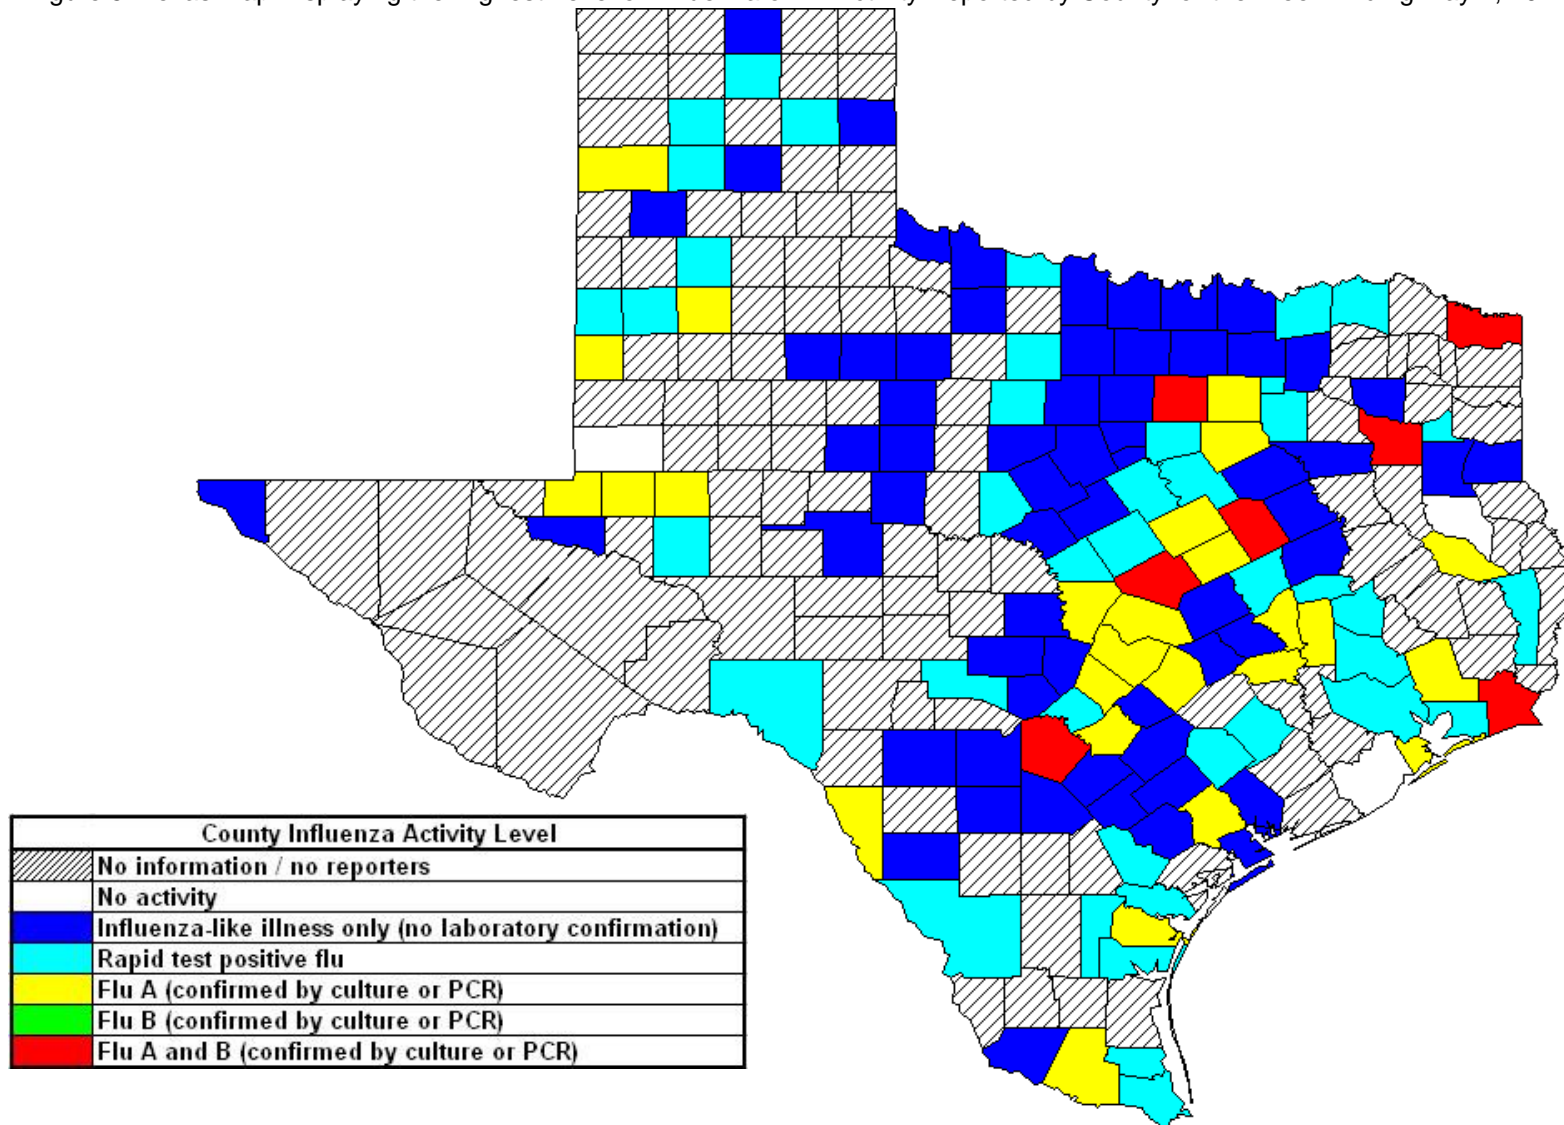 County Influenza Activity Level
No information / no reporters
No activity
Influenza-like illness only (no laboratory confirmation)
Rapid test positive flu
Flu A (confirmed by culture or PCR)
Flu B (confirmed by culture or PCR)
Flu A and B (confirmed by culture or PCR)